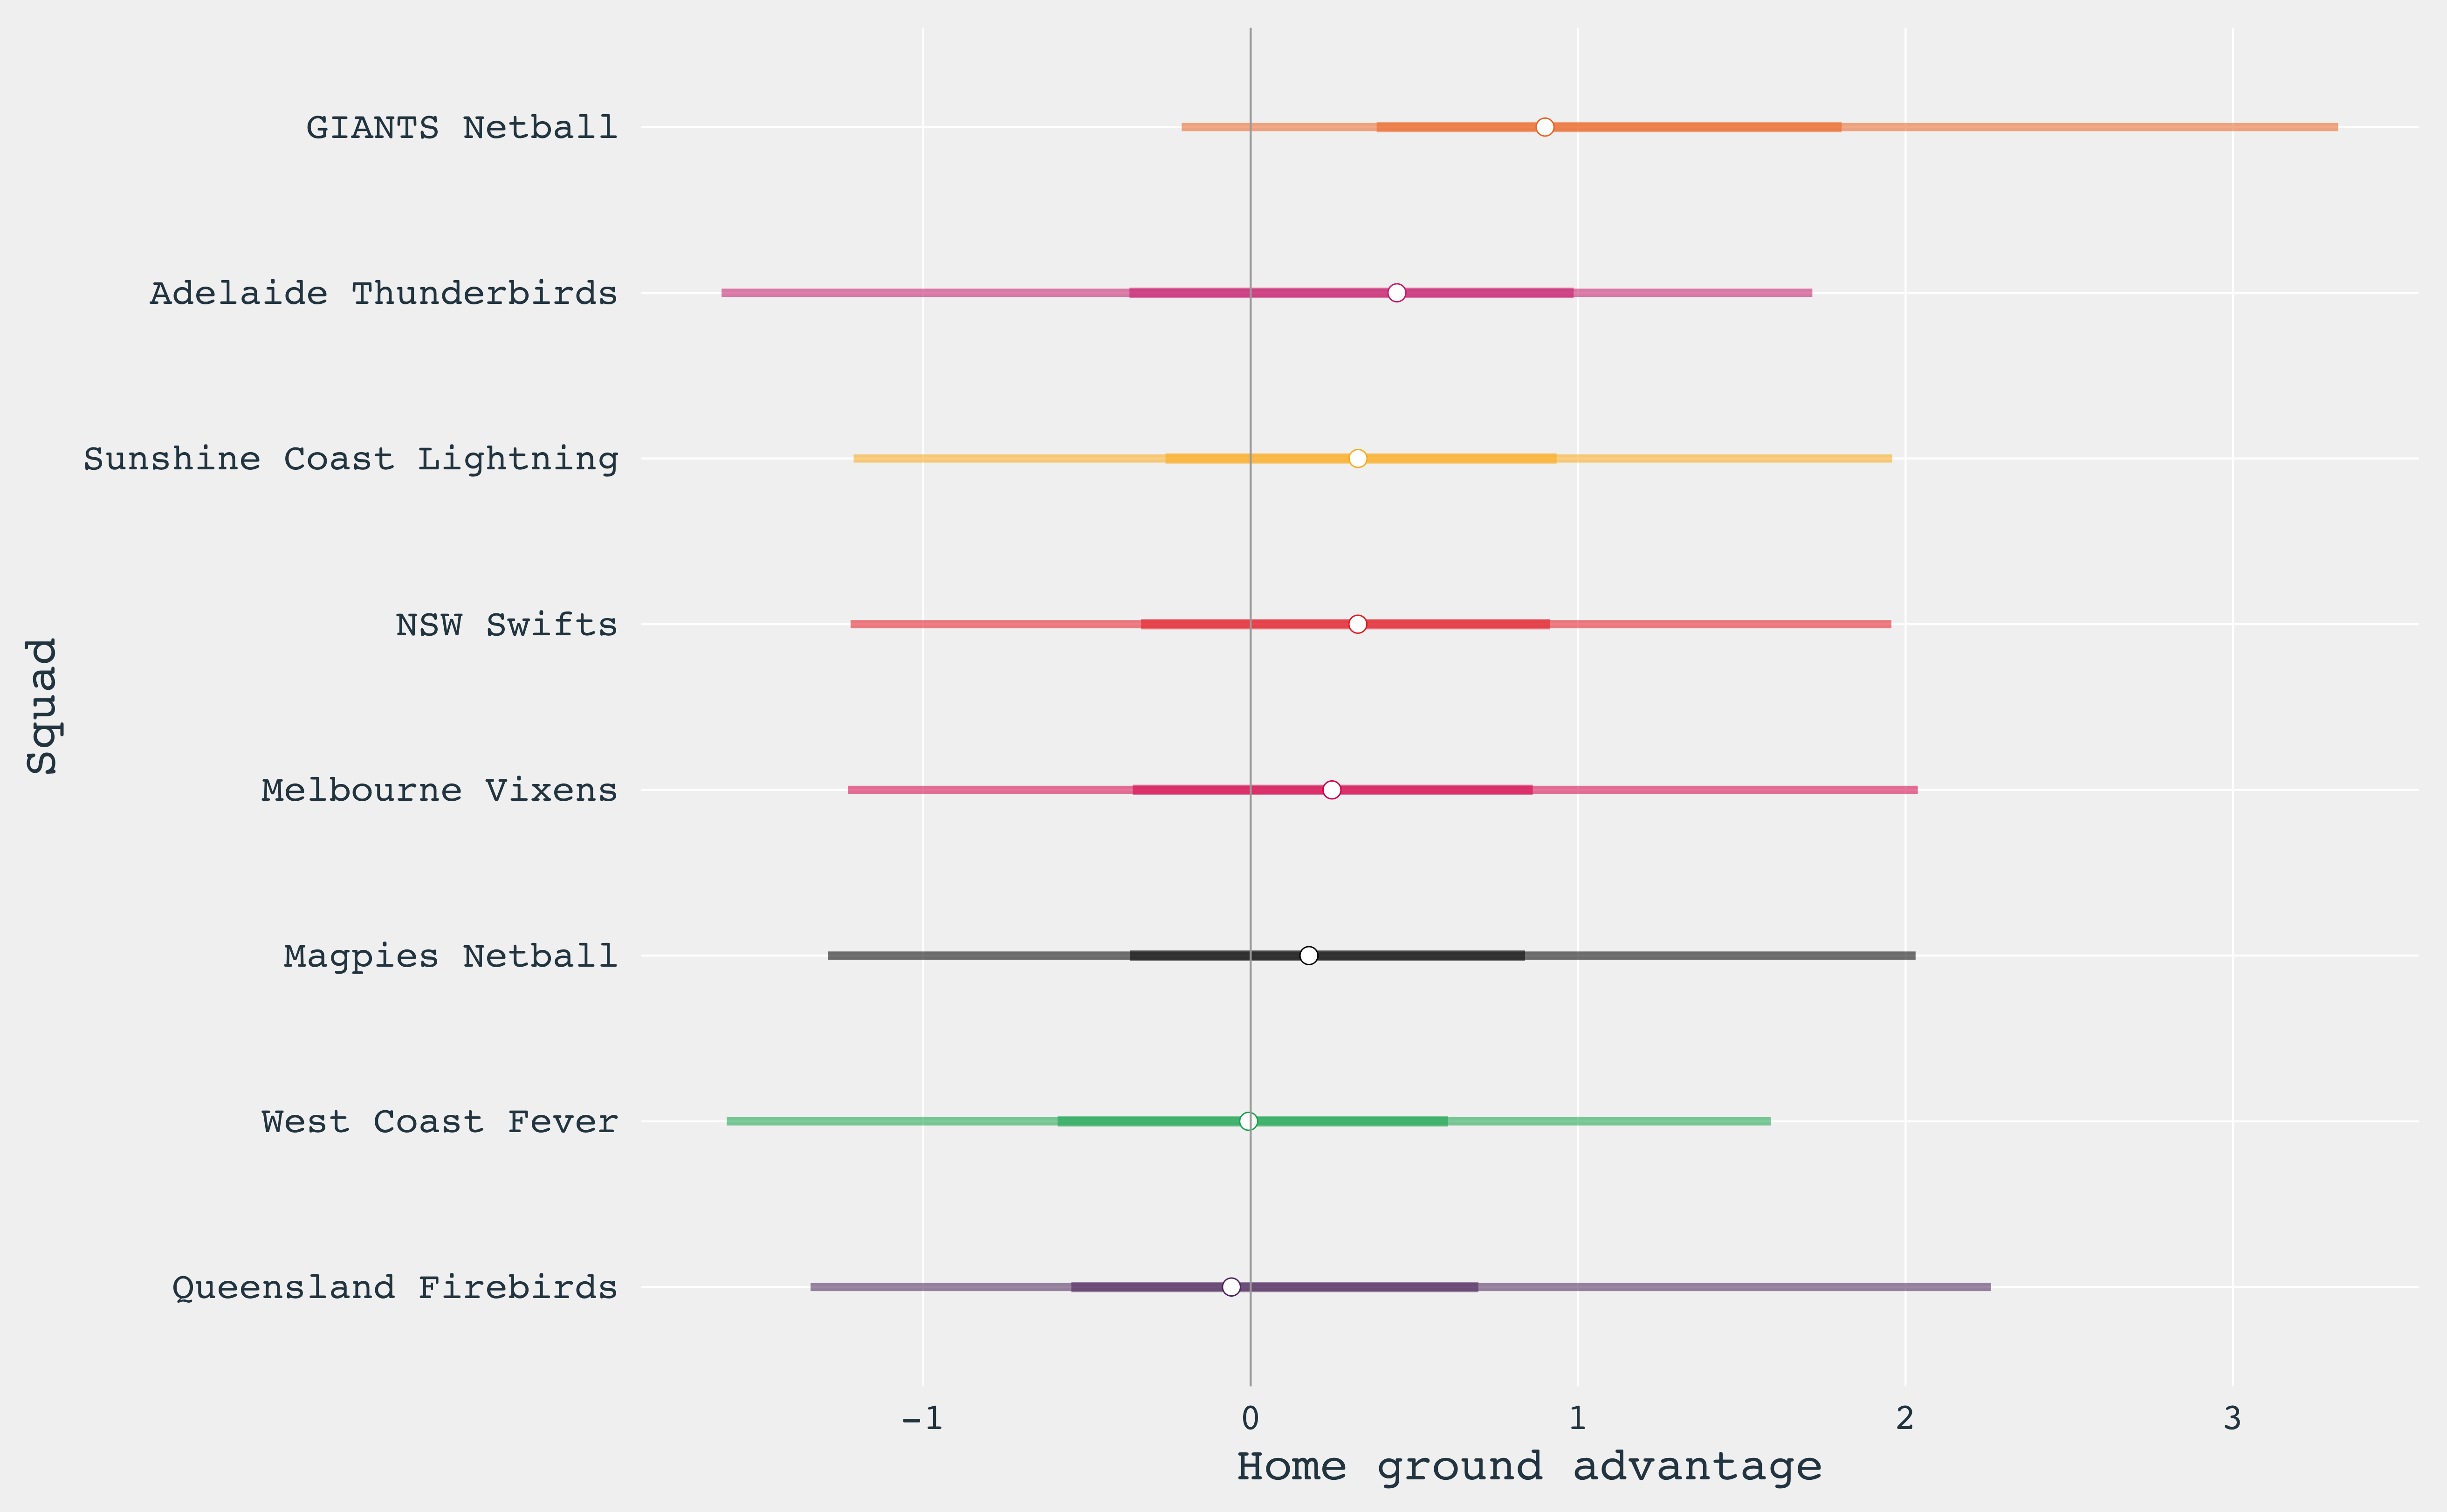 GIANTS Netball
Adelaide Thunderbirds
Sunshine Coast Lightning
NSW Swifts
Melbourne Vixens
Magpies Netball
West Coast Fever
Queensland Firebirds
Squad
-1 0 1 2 3
Home ground advantage